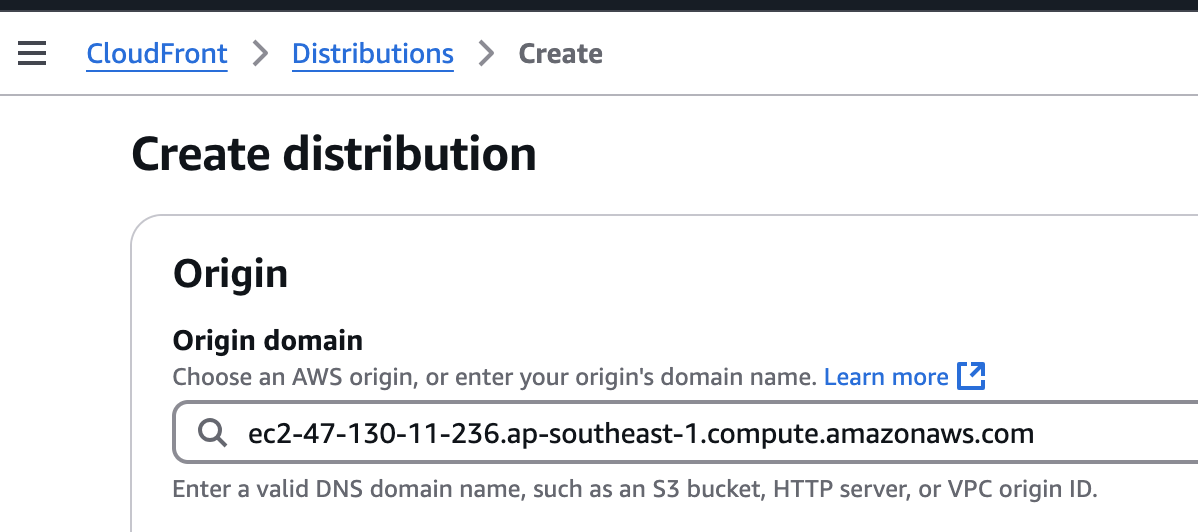 CloudFront > Distributions > Create
Create distribution
Origin
Origin domain
Choose an AWS origin, or enter your origin's domain name. Learn more
ec2-47-130-11-236.ap-southeast-1.compute.amazonaws.com
Enter a valid DNS domain name, such as an S3 bucket, HTTP server, or VPC origin ID.